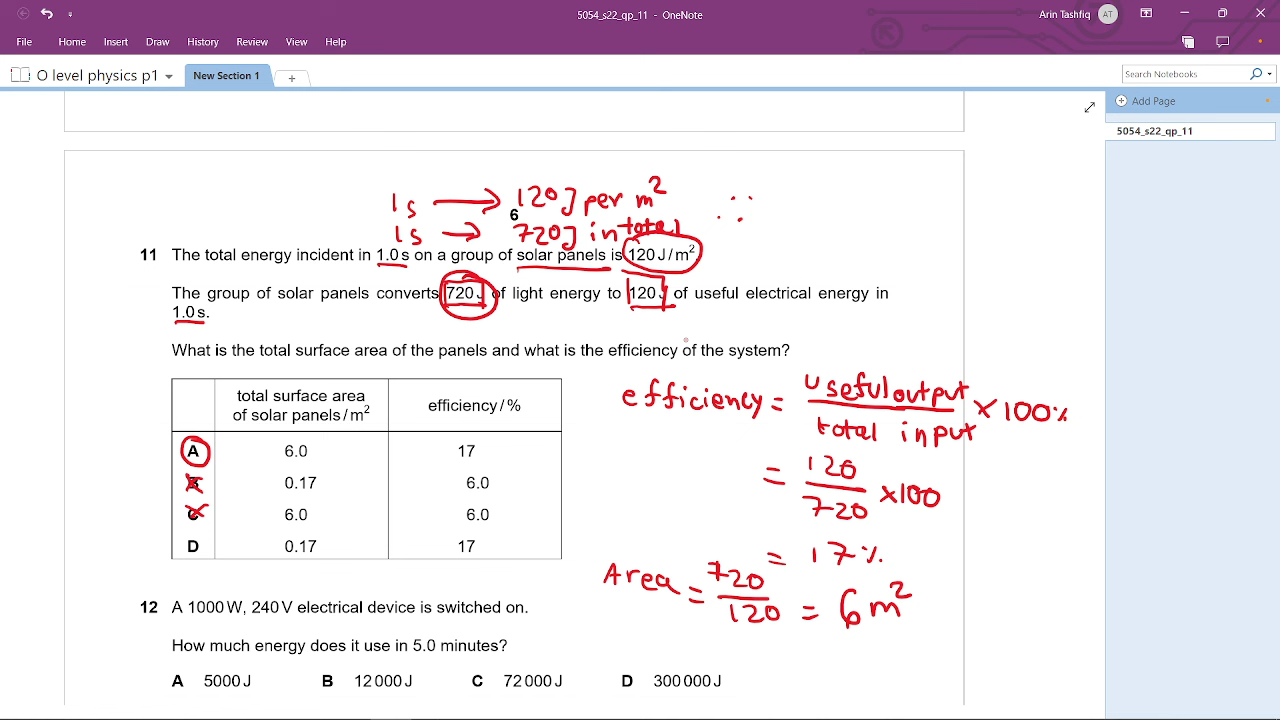 5054_s22_qp_11 - OneNote
Arin Tashfiq
AT
File Home Insert Draw History Review View Help
O level physics p1
New Section 1
+
Search Notebooks
Add Page
5054_s22_qp_11
1s → 120J per m²
6
1s → 720J in total
∴
11 The total energy incident in 1.0 s on a group of solar panels is 120 J / m²
The group of solar panels converts 720 J of light energy to 120 J of useful electrical energy in
1.0 s.
What is the total surface area of the panels and what is the efficiency of the system?
total surface area
of solar panels / m²
efficiency / %
A 6.0 17
B 0.17 6.0
C 6.0 6.0
D 0.17 17
efficiency = useful output / total input × 100%
= 120 / 720 × 100
= 17%
Area = 720 / 120 = 6 m²
12 A 1000 W, 240 V electrical device is switched on.
How much energy does it use in 5.0 minutes?
A 5000 J B 12 000 J C 72 000 J D 300 000 J